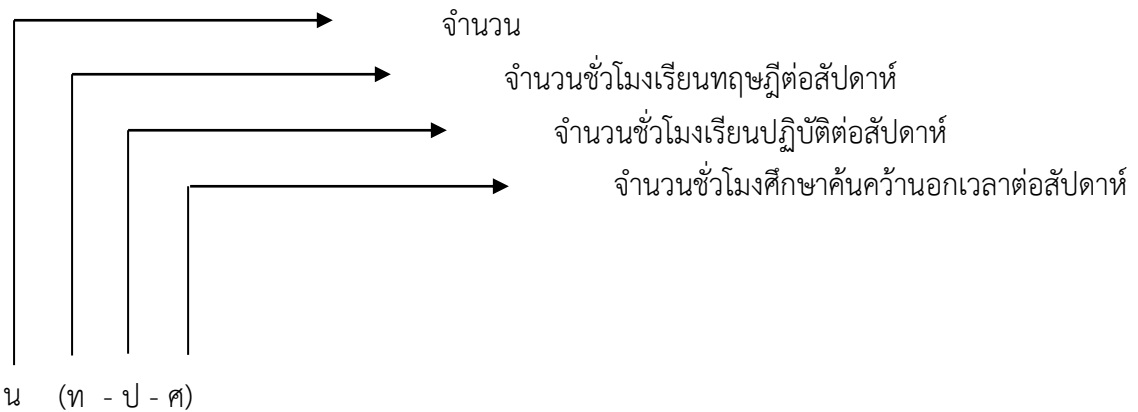 จำนวน
จำนวนชั่วโมงเรียนทฤษฎีต่อสัปดาห์
จำนวนชั่วโมงเรียนปฏิบัติต่อสัปดาห์
จำนวนชั่วโมงศึกษาค้นคว้านอกเวลาต่อสัปดาห์
น (ท - ป - ศ)